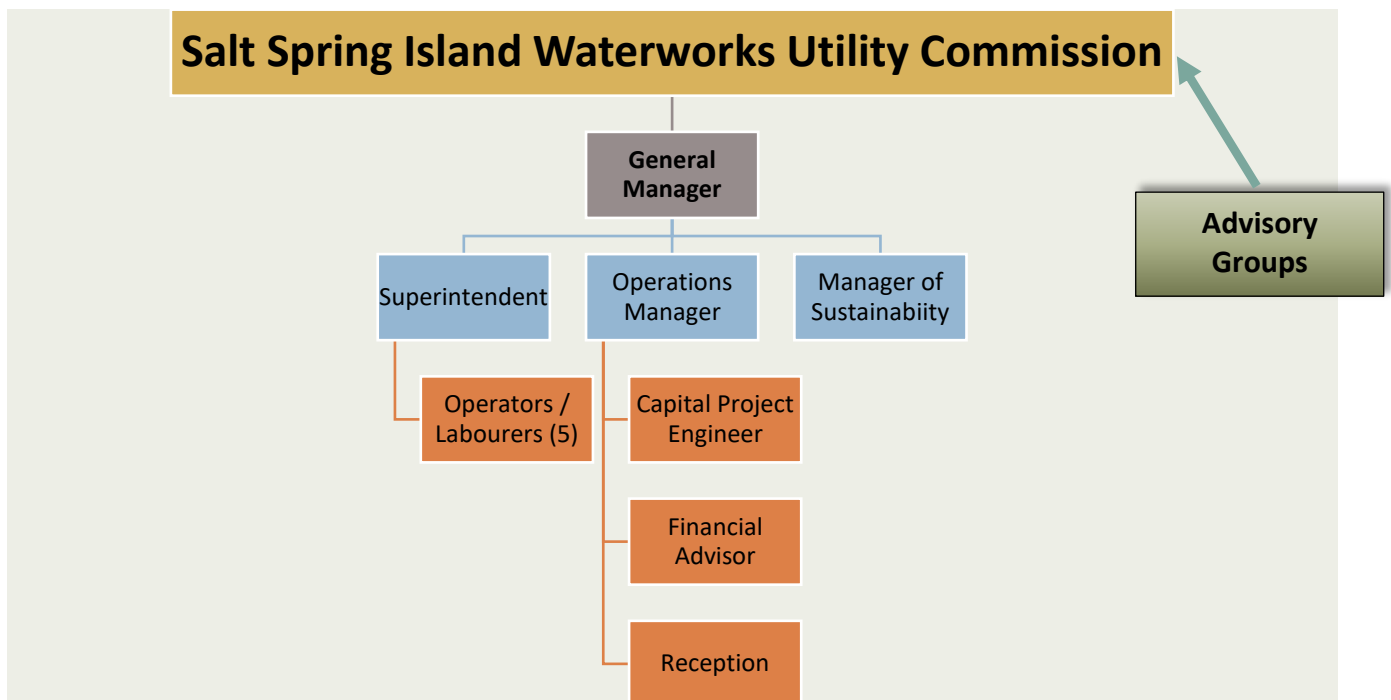 Salt Spring Island Waterworks Utility Commission
General
Manager
Advisory
Groups
Superintendent
Operations
Manager
Manager of
Sustainabiity
Operators /
Labourers (5)
Capital Project
Engineer
Financial
Advisor
Reception